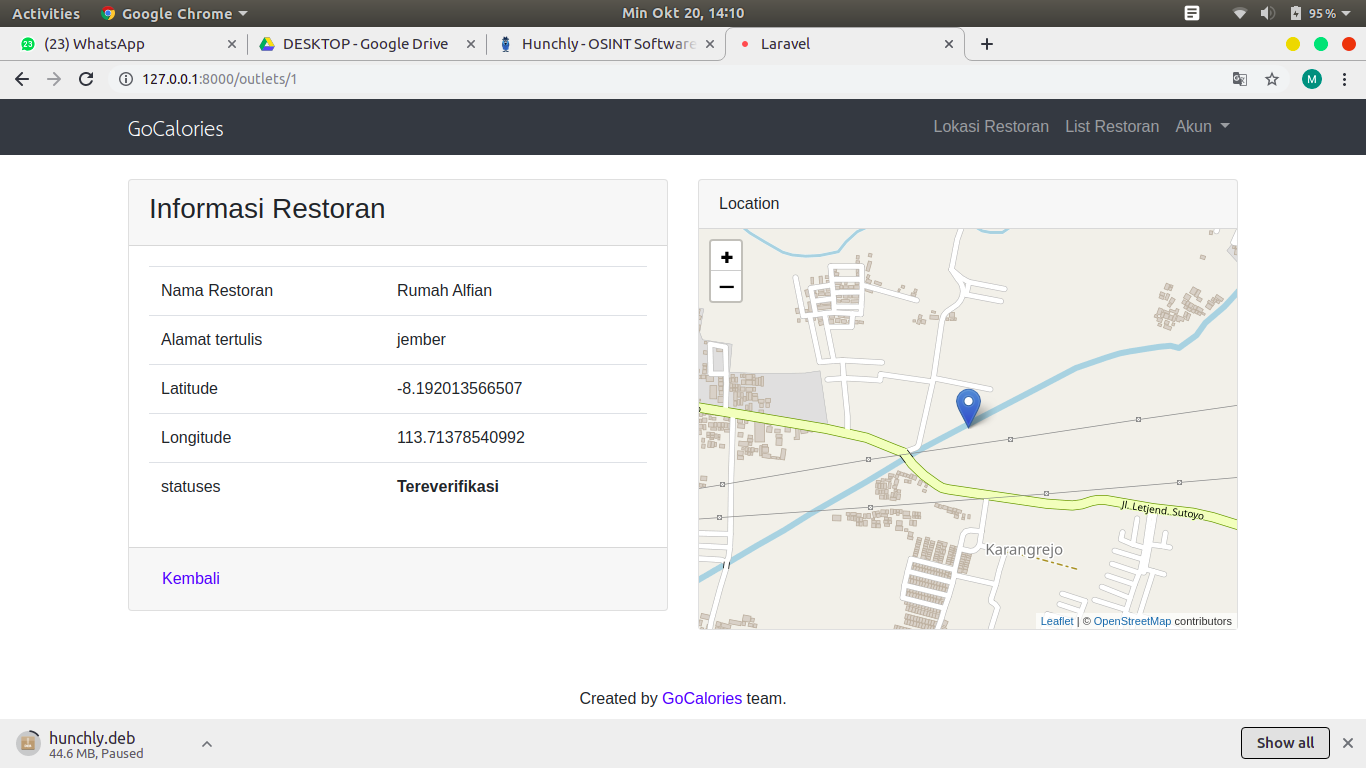 Activities
Google Chrome
Min Okt 20, 14:10
95%
23
(23) WhatsApp
DESKTOP - Google Drive
Hunchly - OSINT Software
Laravel
127.0.0.1:8000/outlets/1
M
GoCalories
Lokasi Restoran
List Restoran
Akun
Informasi Restoran
Nama Restoran Rumah Alfian
Alamat tertulis jember
Latitude -8.192013566507
Longitude 113.71378540992
statuses Tereverifikasi
Kembali
Location
+
−
Jl. Letjend. Sutoyo
Karangrejo
Leaflet | © OpenStreetMap contributors
Created by GoCalories team.
hunchly.deb
44.6 MB, Paused
Show all